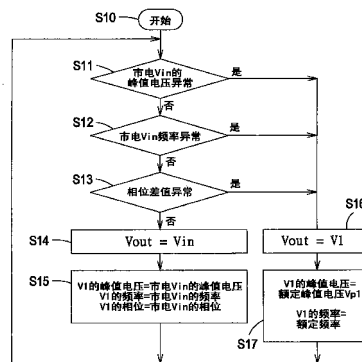 S10
开始
S11
市电Vin的
峰值电压异常
是
否
S12
市电Vin频率异常
是
否
S13
相位差值异常
是
否
S14
Vout = Vin
S16
Vout = V1
S15
V1的峰值电压=市电Vin的峰值电压
V1的频率=市电Vin的频率
V1的相位=市电Vin的相位
V1的峰值电压=
额定峰值电压Vp1
V1的频率=
额定频率
S17